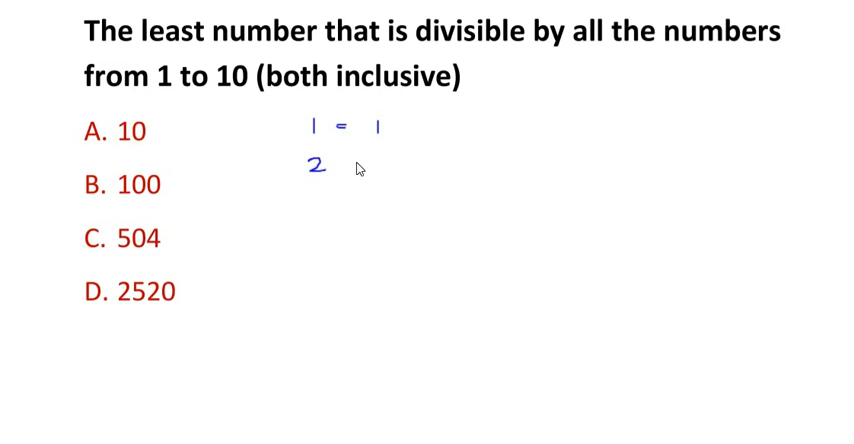 The least number that is divisible by all the numbers
from 1 to 10 (both inclusive)
A. 10
1 = 1
B. 100
2
C. 504
D. 2520